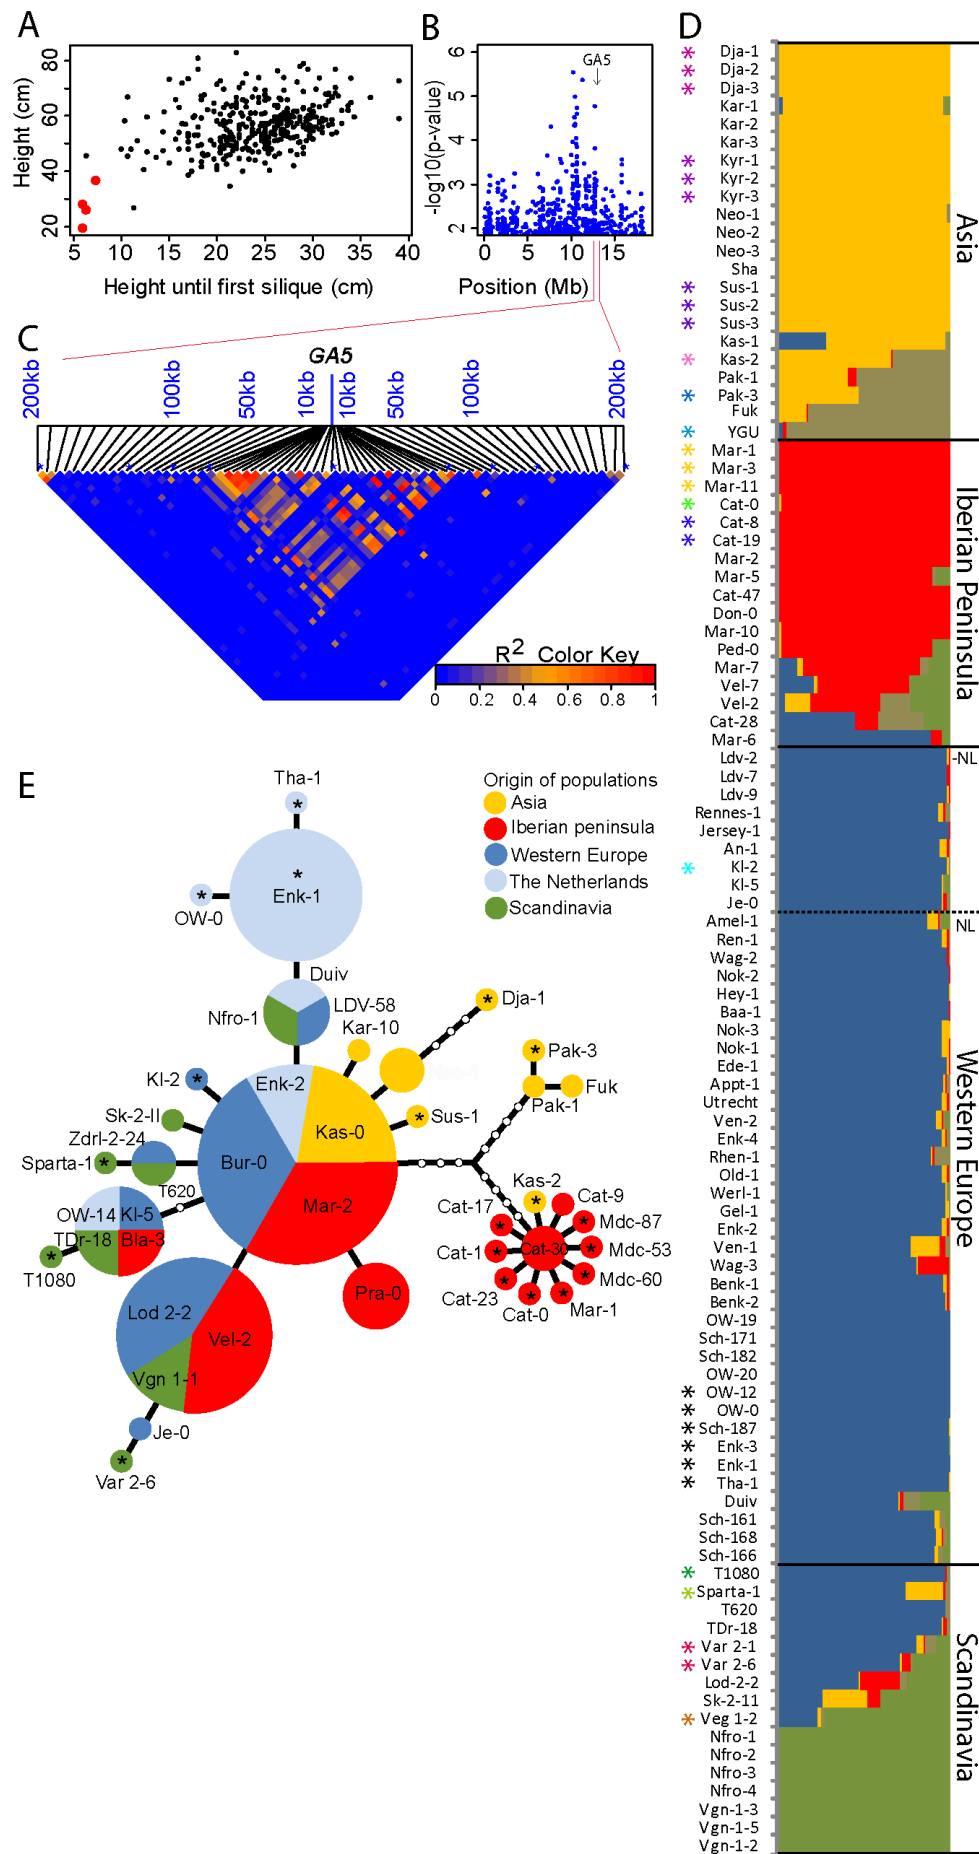 A
Height (cm)
80
60
40
20
5
10
15
20
25
30
35
40
Height until first silique (cm)
B
-log10(p-value)
6
5
4
3
2
GA5
0
5
10
15
Position (Mb)
C
GA5
200kb
100kb
50kb
10kb
10kb
50kb
200kb
R² Color Key
0
0.2
0.4
0.6
0.8
1
D
* Dja-1
* Dja-2
* Dja-3
Kar-1
Kar-2
Kar-3
* Kyr-1
* Kyr-2
* Kyr-3
Neo-1
Neo-2
Neo-3
Sha
* Sus-1
* Sus-2
* Sus-3
Kas-1
* Kas-2
Pak-1
* Pak-3
Fuk
* YGU
Asia
* Mar-1
* Mar-3
* Mar-11
* Cat-0
* Cat-8
* Cat-19
Mar-2
Mar-5
Cat-47
Don-0
Mar-10
Ped-0
Mar-7
Vel-7
Vel-2
Cat-28
Mar-6
Iberian Peninsula
Ldv-2
-NL
Ldv-7
Ldv-9
Rennes-1
Jersey-1
An-1
* Kl-2
Kl-5
Je-0
Amel-1
NL
Ren-1
Wag-2
Nok-2
Hey-1
Baa-1
Nok-3
Nok-1
Ede-1
Appt-1
Utrecht
Ven-2
Enk-4
Rhen-1
Old-1
Werl-1
Gel-1
Enk-2
Ven-1
Wag-3
Benk-1
Benk-2
OW-19
Sch-171
Sch-182
OW-20
* OW-12
* OW-0
* Sch-187
* Enk-3
* Enk-1
* Tha-1
Duiv
Sch-161
Sch-168
Sch-166
Western Europe
* T1080
* Sparta-1
T620
TDr-18
* Var 2-1
* Var 2-6
Lod-2-2
Sk-2-11
* Veg 1-2
Nfro-1
Nfro-2
Nfro-3
Nfro-4
Vgn-1-3
Vgn-1-5
Vgn-1-2
Scandinavia
E
Origin of populations
Asia
Iberian peninsula
Western Europe
The Netherlands
Scandinavia
Tha-1
*
*
Enk-1
*
OW-0
Duiv
Nfro-1
LDV-58
Kar-10
* Dja-1
Kl-2 *
Enk-2
* Pak-3
Pak-1
Fuk
Sk-2-II
* Sus-1
Kas-0
Zdrl-2-24
Sparta-1 *
Bur-0
Mar-2
T620
OW-14
Kl-5
TDr-18
Bla-3
T1080 *
Kas-2
*
Cat-17 *
Cat-9
* Mdc-87
Cat-30
Cat-1 *
* Mdc-53
* Mdc-60
Cat-23 *
Cat-0 *
* Mar-1
Pra-0
Lod 2-2
Vel-2
Vgn 1-1
Je-0
*
Var 2-6